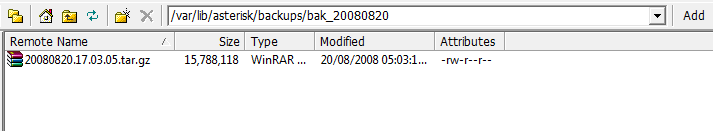 /var/lib/asterisk/backups/bak_20080820 Add
Remote Name / Size Type Modified Attributes
20080820.17.03.05.tar.gz 15,788,118 WinRAR ... 20/08/2008 05:03:1... -rw-r--r--